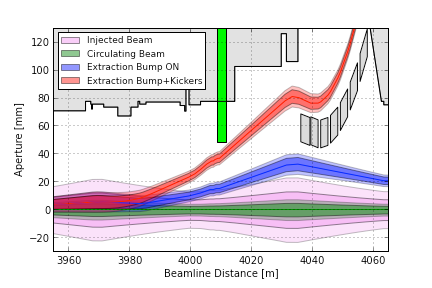 Injected Beam
Circulating Beam
Extraction Bump ON
Extraction Bump+Kickers
Aperture [mm]
120
100
80
60
40
20
0
−20
3960
3980
4000
4020
4040
4060
Beamline Distance [m]